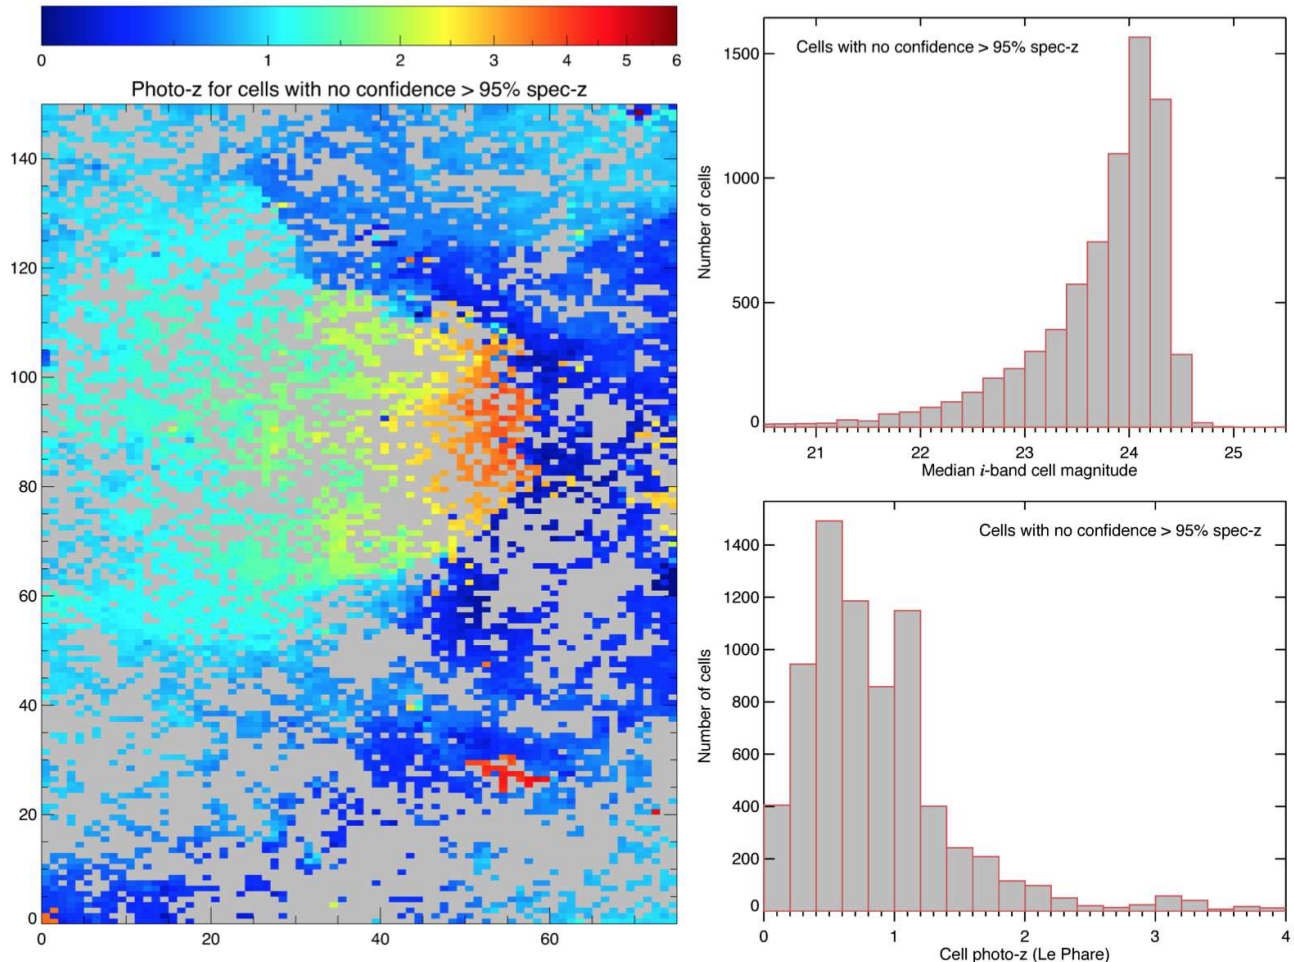 0 1 2 3 4 5 6
Photo-z for cells with no confidence > 95% spec-z
140
120
100
80
60
40
20
0
0 20 40 60
Cells with no confidence > 95% spec-z
Number of cells
1500
1000
500
0
21 22 23 24 25
Median i-band cell magnitude
Cells with no confidence > 95% spec-z
Number of cells
1400
1200
1000
800
600
400
200
0
0 1 2 3 4
Cell photo-z (Le Phare)